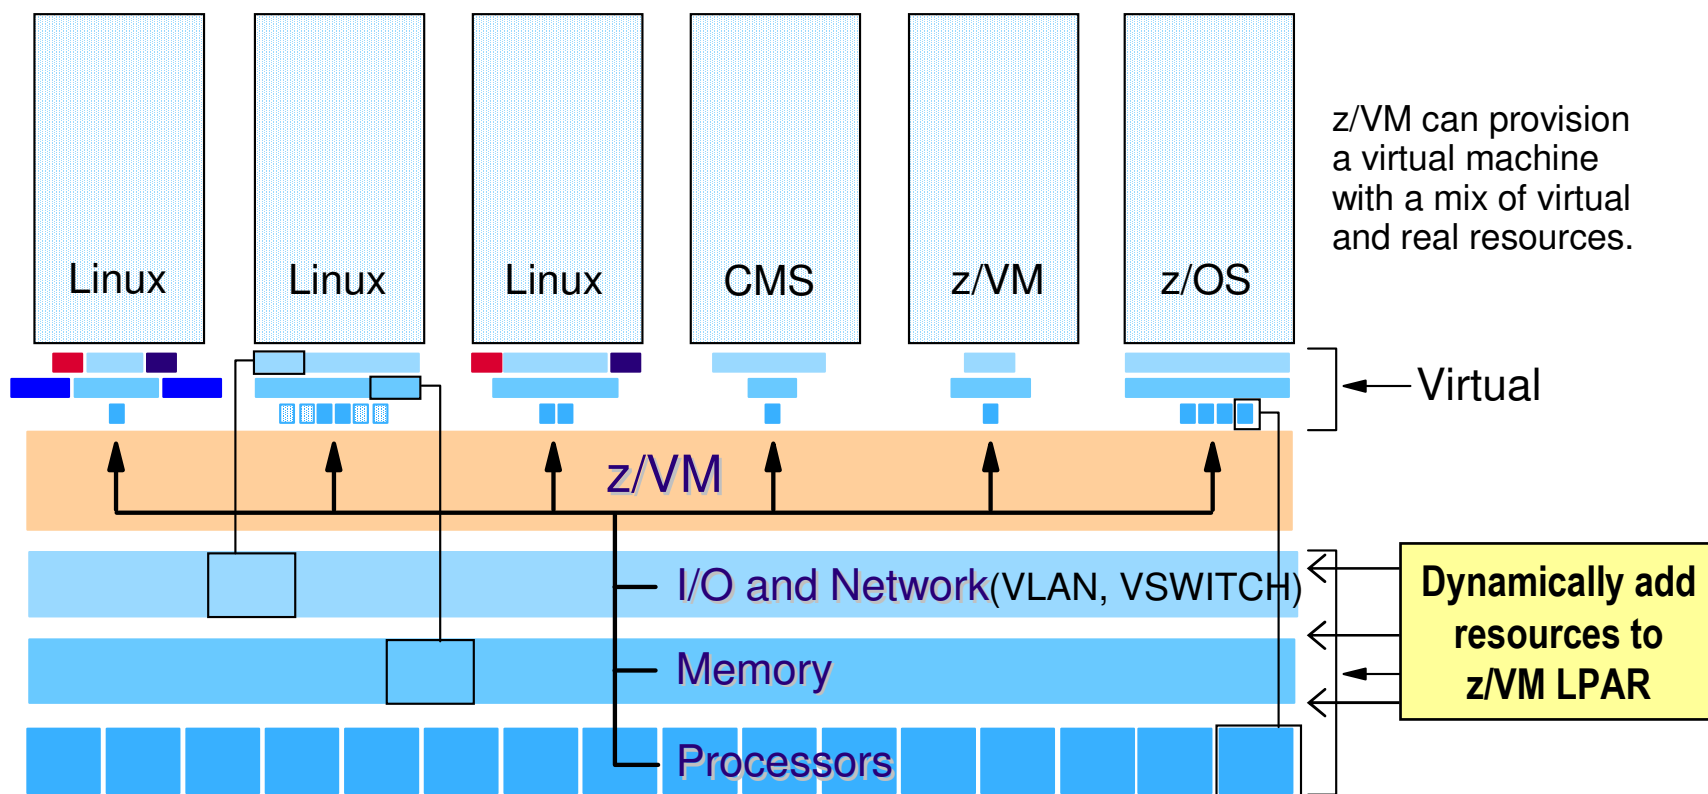 z/VM can provision
a virtual machine
with a mix of virtual
and real resources.
Linux
Linux
Linux
CMS
z/VM
z/OS
Virtual
z/VM
I/O and Network(VLAN, VSWITCH)
Memory
Processors
Dynamically add
resources to
z/VM LPAR